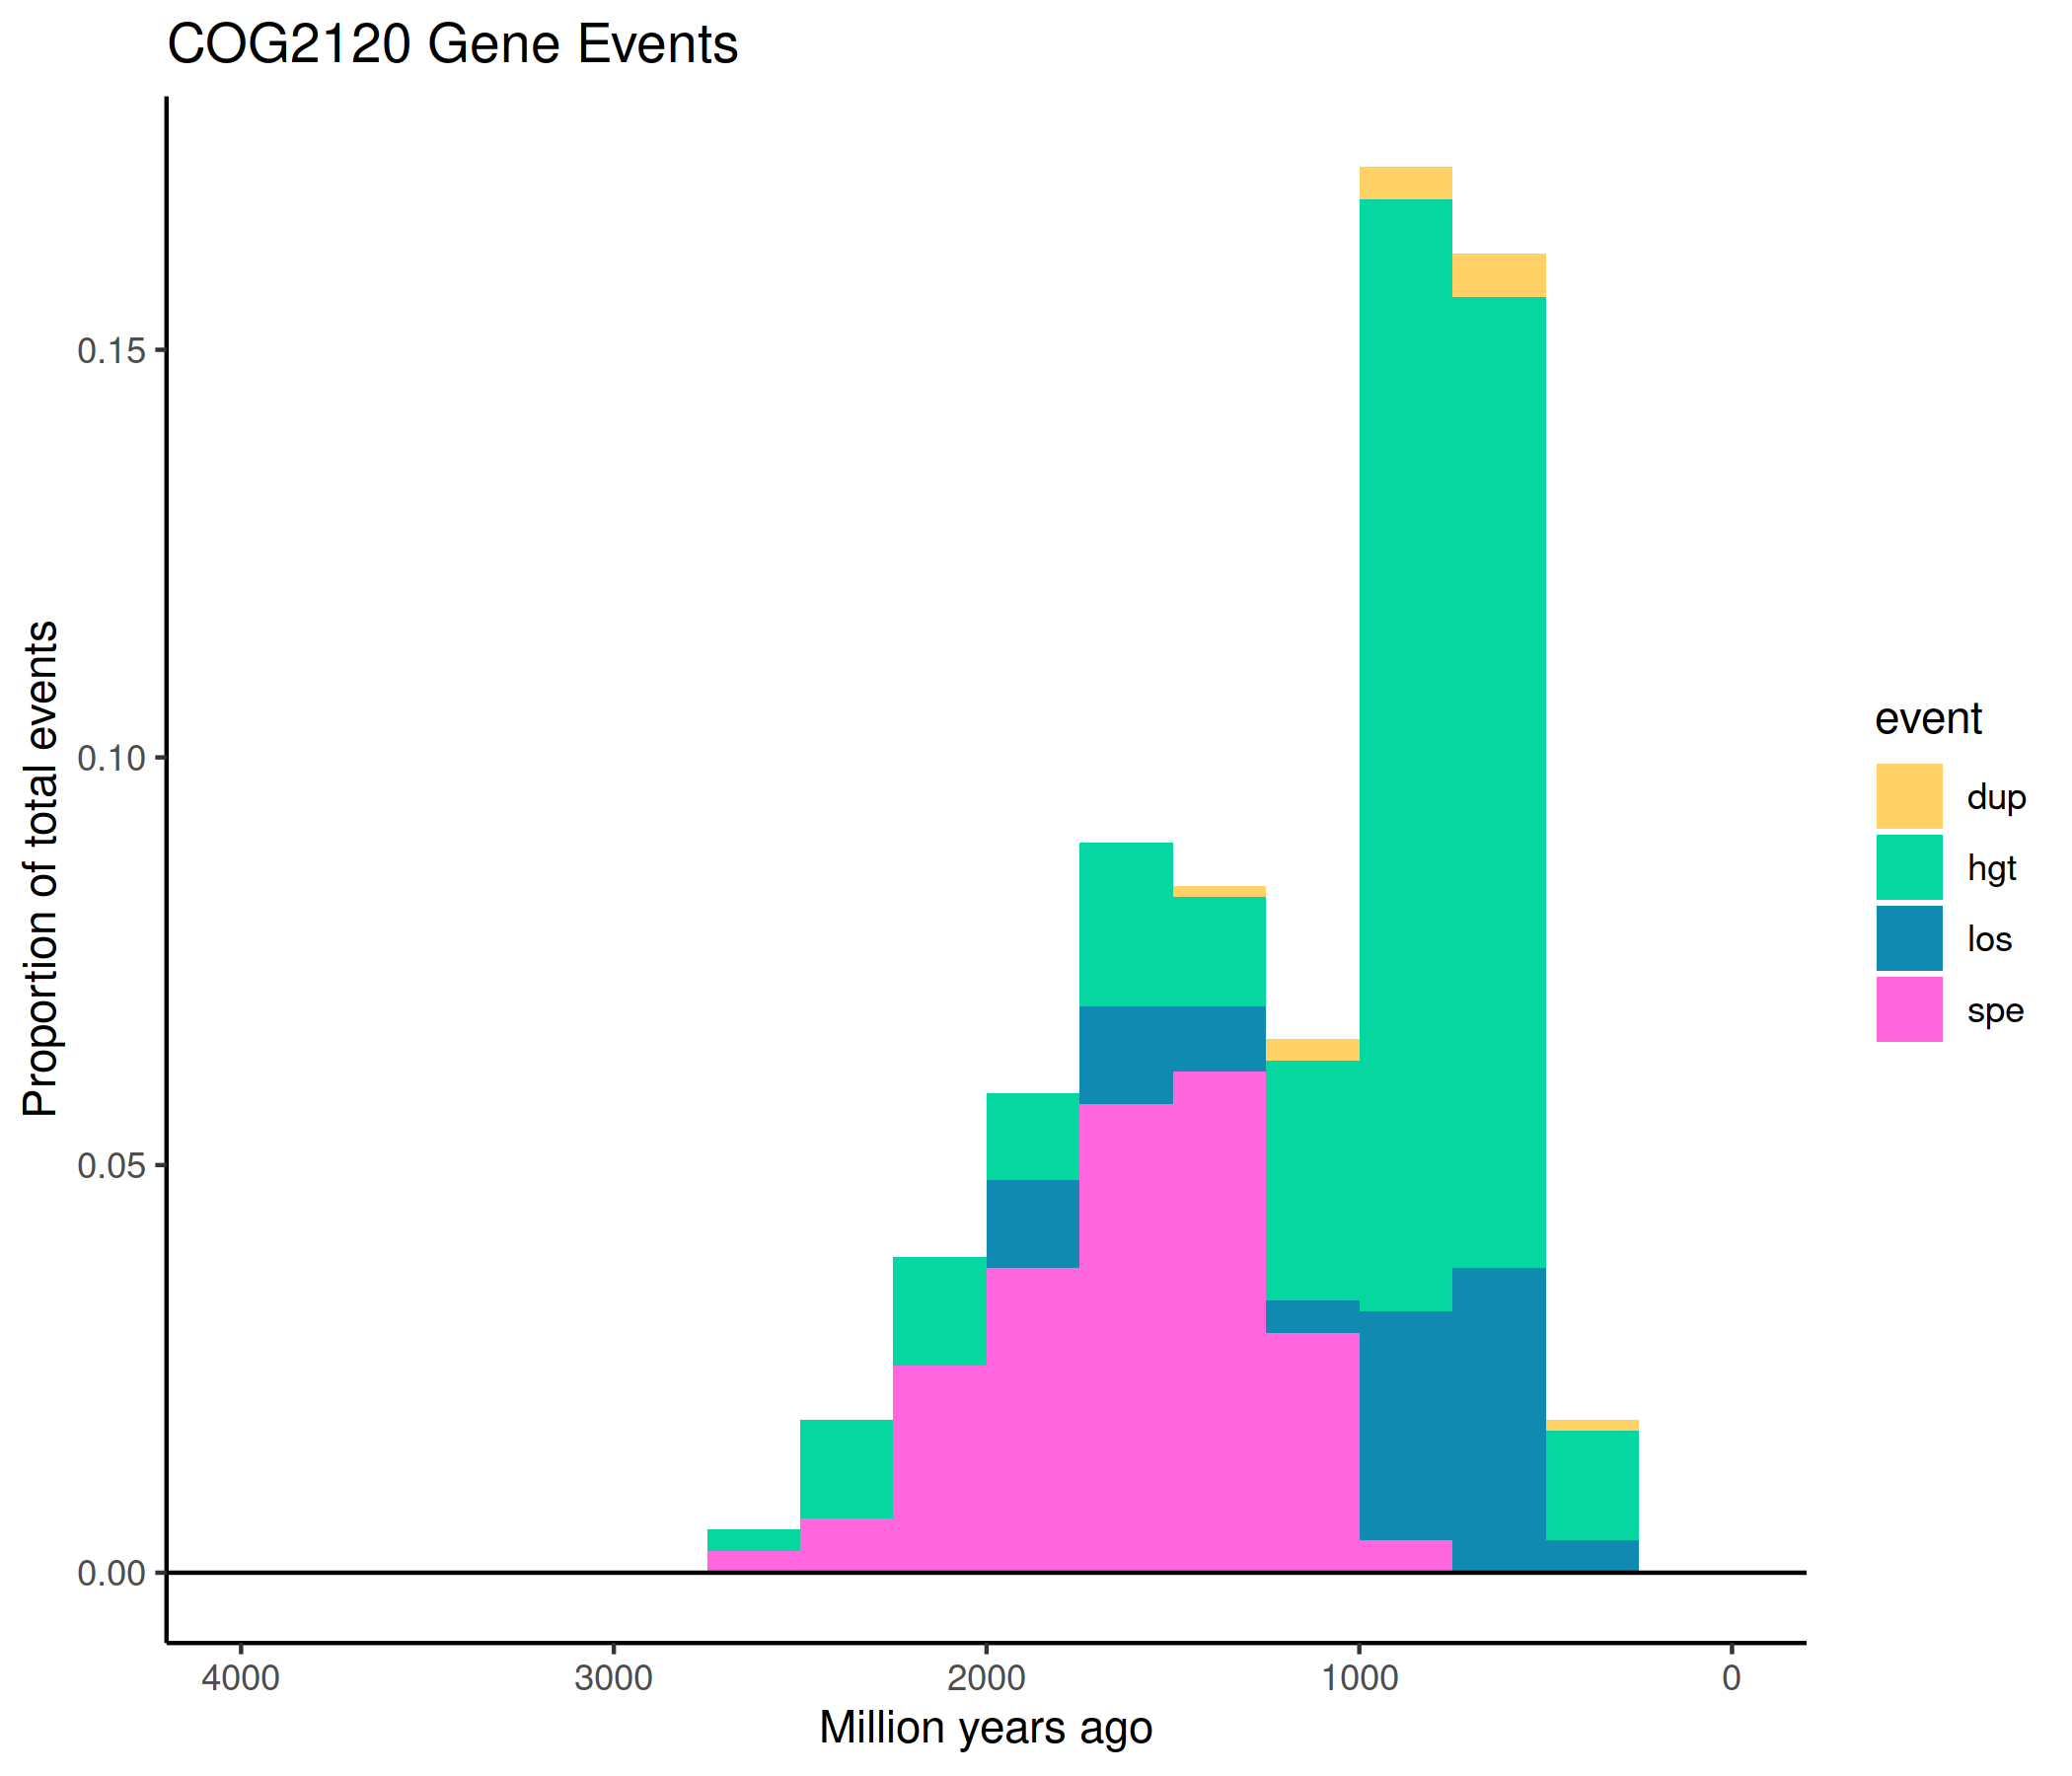 COG2120 Gene Events
Proportion of total events
0.15
0.10
0.05
0.00
4000 3000 2000 1000 0
Million years ago
event
dup
hgt
los
spe